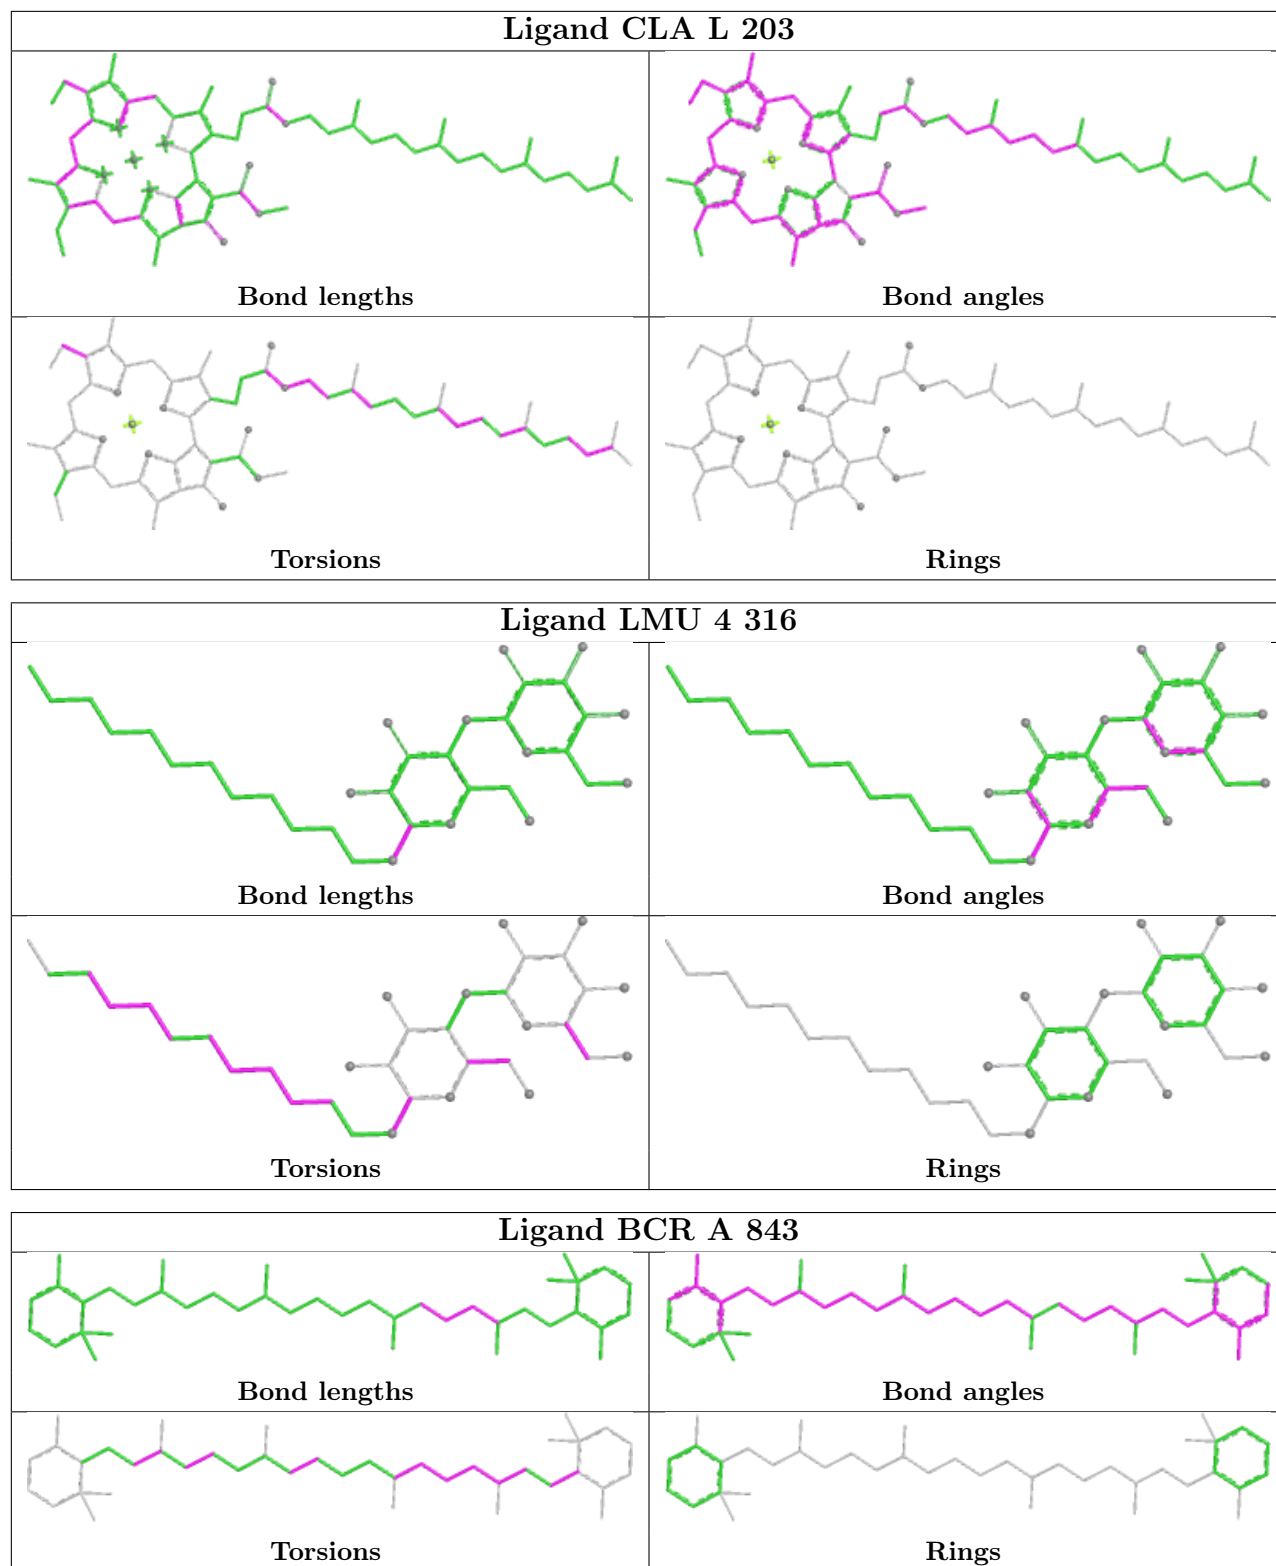 Ligand CLA L 203
Bond lengths
Bond angles
Torsions
Rings
Ligand LMU 4 316
Bond lengths
Bond angles
Torsions
Rings
Ligand BCR A 843
Bond lengths
Bond angles
Torsions
Rings